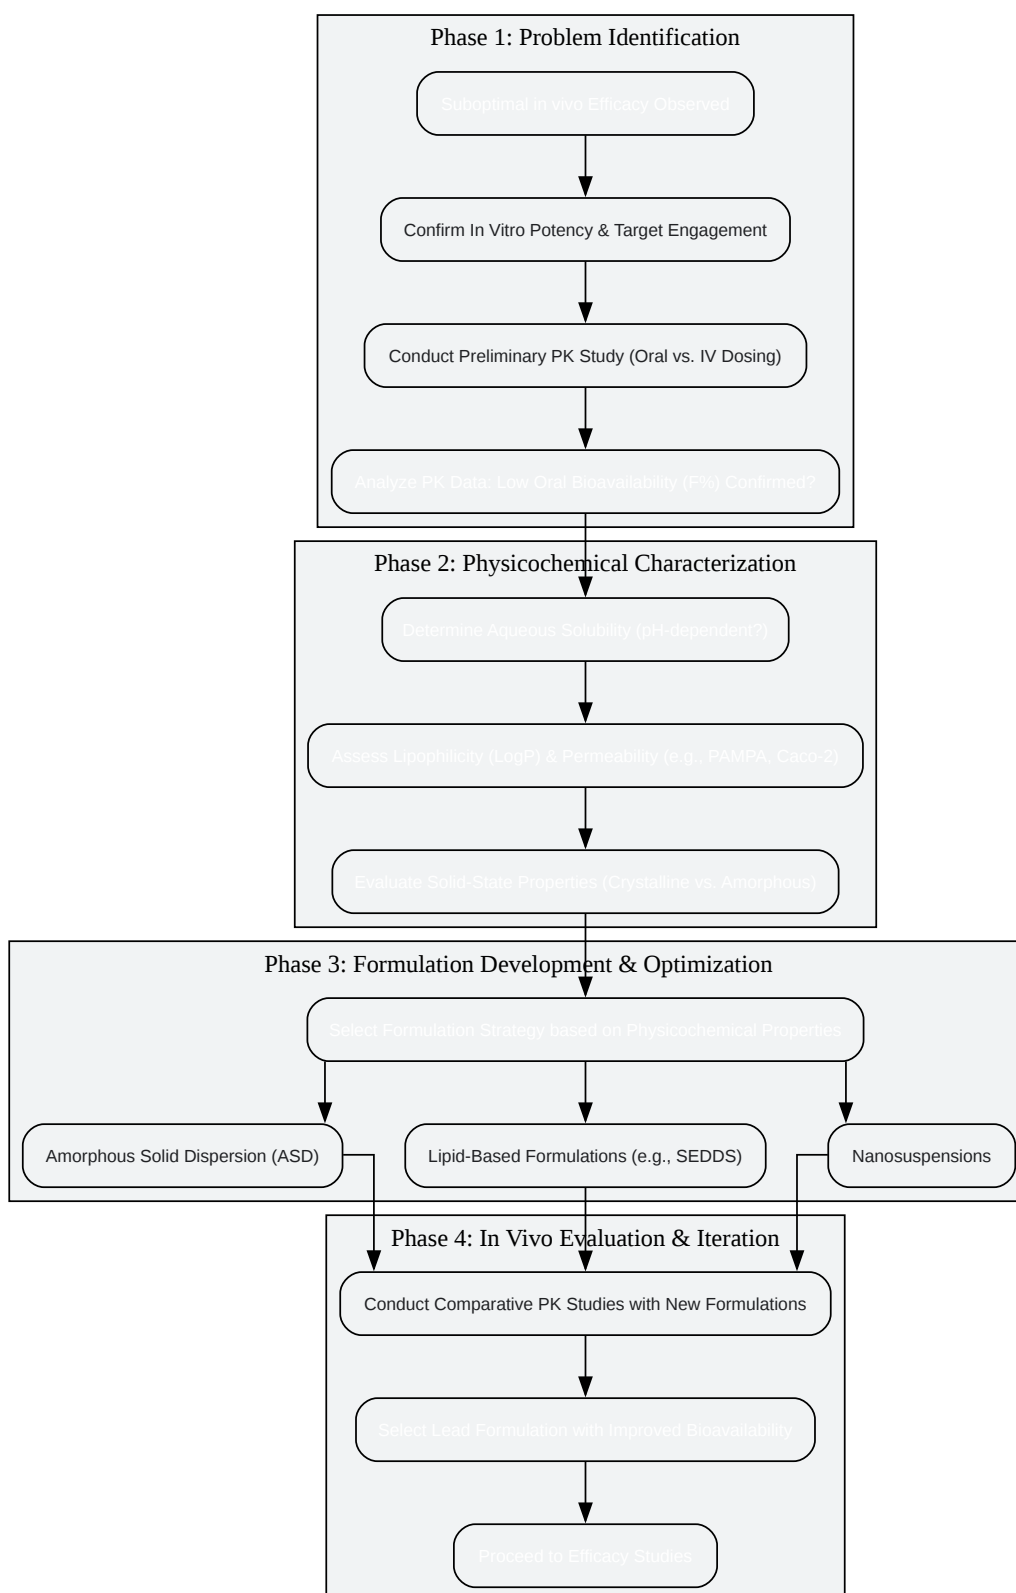 Phase 1: Problem Identification
Suboptimal in vivo Efficacy Observed
Confirm In Vitro Potency & Target Engagement
Conduct Preliminary PK Study (Oral vs. IV Dosing)
Analyze PK Data: Low Oral Bioavailability (F%) Confirmed?
Phase 2: Physicochemical Characterization
Determine Aqueous Solubility (pH-dependent?)
Assess Lipophilicity (LogP) & Permeability (e.g., PAMPA, Caco-2)
Evaluate Solid-State Properties (Crystalline vs. Amorphous)
Phase 3: Formulation Development & Optimization
Select Formulation Strategy based on Physicochemical Properties
Amorphous Solid Dispersion (ASD)
Lipid-Based Formulations (e.g., SEDDS)
Nanosuspensions
Phase 4: In Vivo Evaluation & Iteration
Conduct Comparative PK Studies with New Formulations
Select Lead Formulation with Improved Bioavailability
Proceed to Efficacy Studies